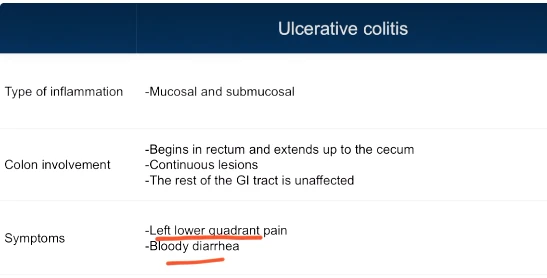 Ulcerative colitis
Type of inflammation
-Mucosal and submucosal
Colon involvement
-Begins in rectum and extends up to the cecum
-Continuous lesions
-The rest of the GI tract is unaffected
Symptoms
-Left lower quadrant pain
-Bloody diarrhea